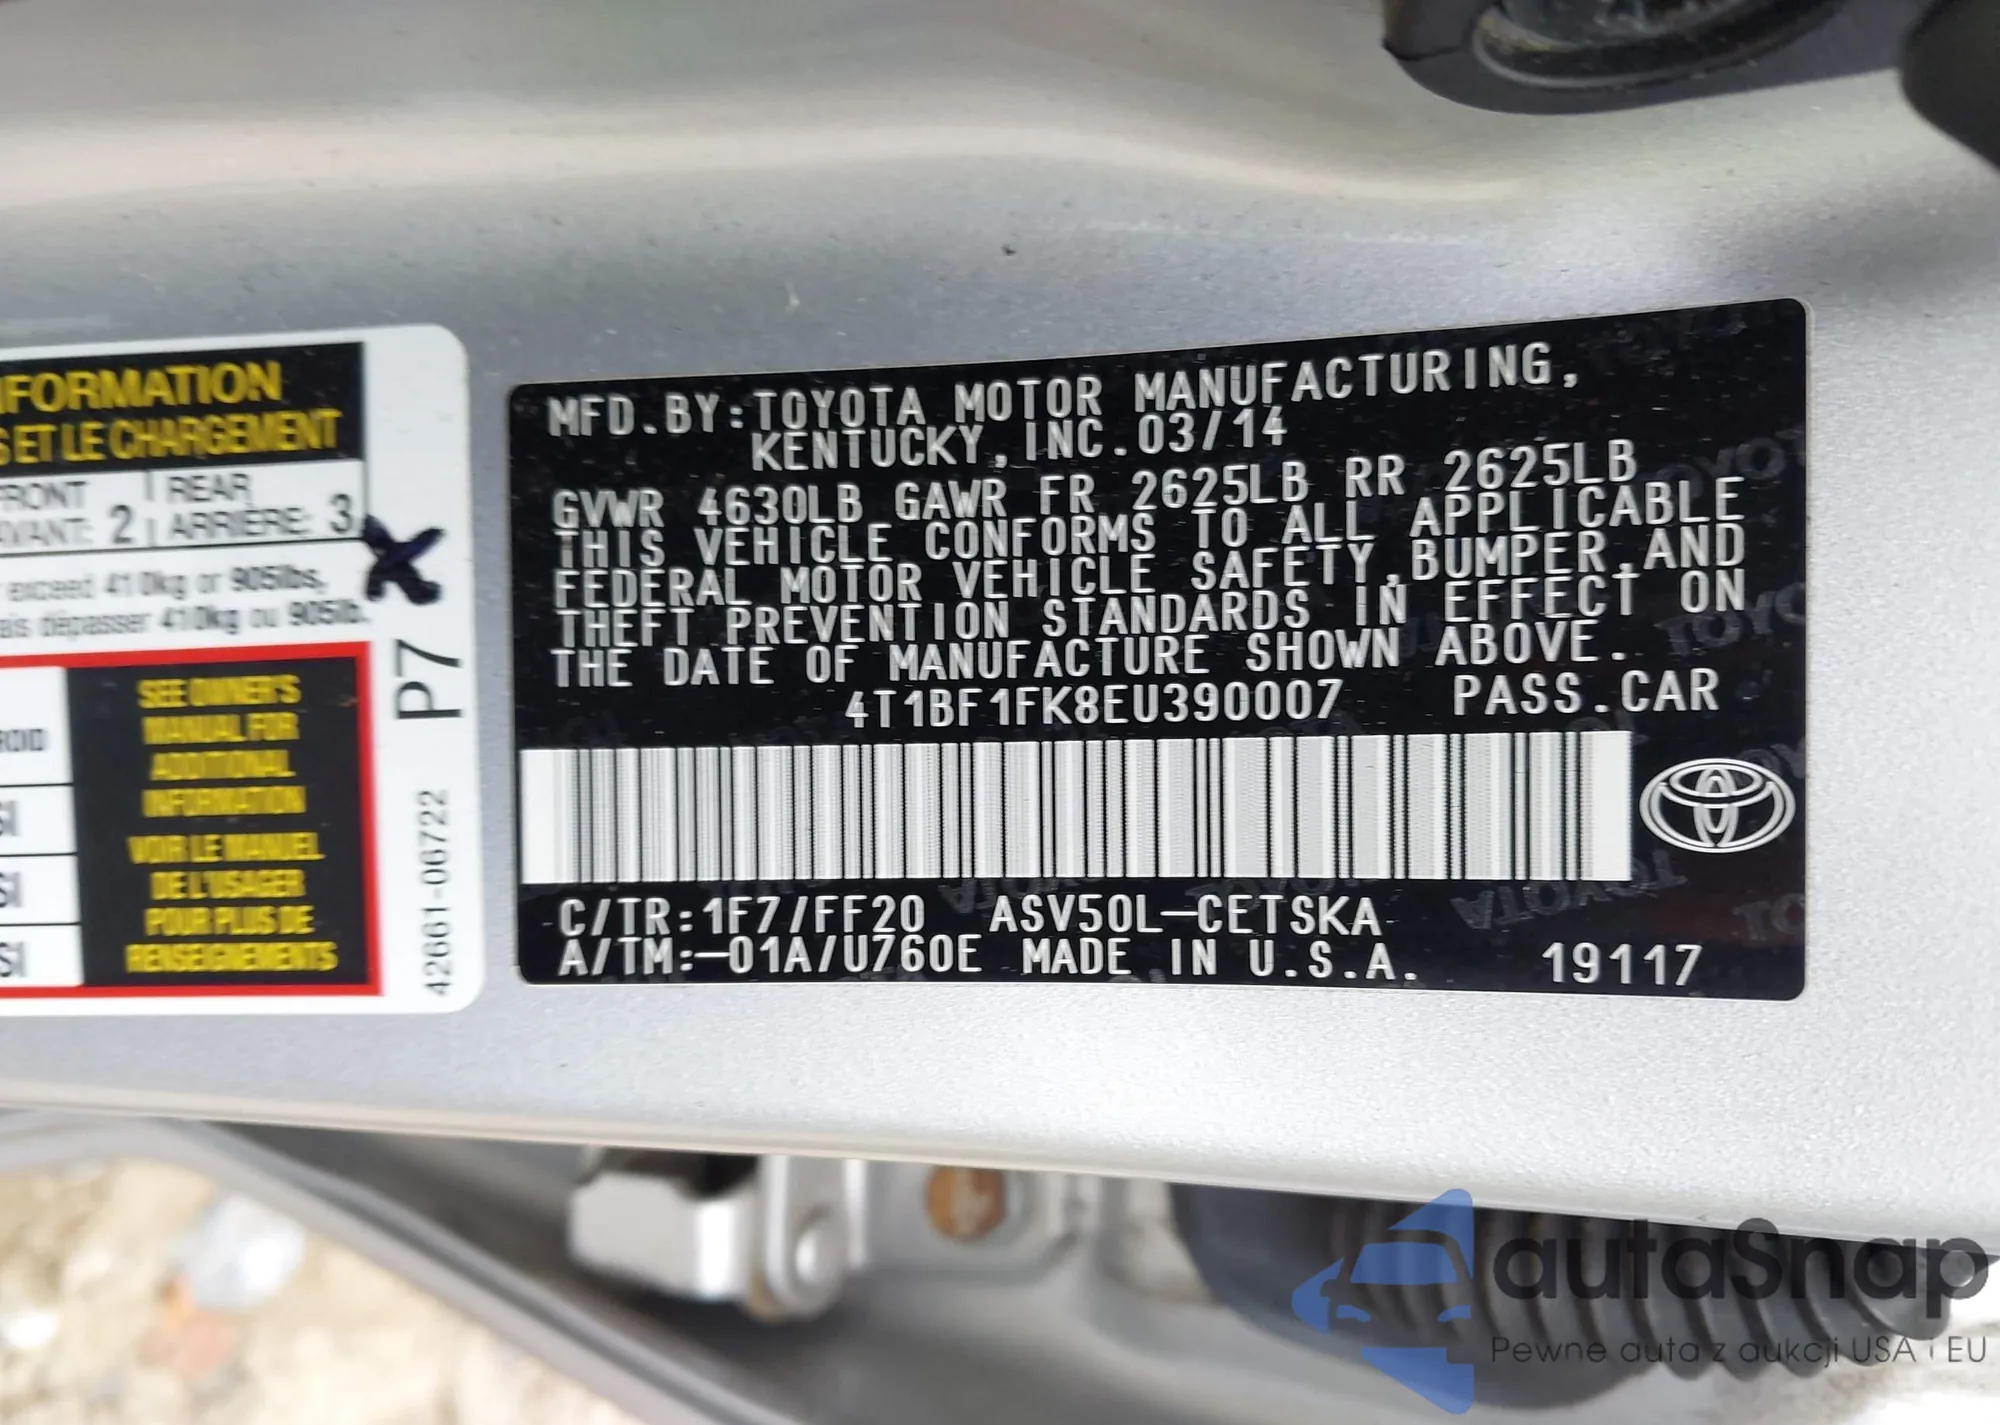 INFORMATION
S ET LE CHARGEMENT
FRONT | REAR
AVANT: 2 | ARRIÈRE: 3
exceed 410kg or 905lbs.
ais dépasser 410kg ou 905lb.
SEE OWNER'S
MANUAL FOR
ADDITIONAL
INFORMATION
VOIR LE MANUEL
DE L'USAGER
POUR PLUS DE
RENSEIGNEMENTS
SI
SI
SI
P7
42661-06722
MFD.BY:TOYOTA MOTOR MANUFACTURING,
KENTUCKY,INC.03/14
GVWR 4630LB GAWR FR 2625LB RR 2625LB
THIS VEHICLE CONFORMS TO ALL APPLICABLE
FEDERAL MOTOR VEHICLE SAFETY,BUMPER,AND
THEFT PREVENTION STANDARDS IN EFFECT ON
THE DATE OF MANUFACTURE SHOWN ABOVE.
4T1BF1FK8EU390007 PASS.CAR
C/TR:1F7/FF20 ASV50L-CETSKA
A/TM:-01A/U760E MADE IN U.S.A. 19117
autaSnap
Pewne auta z aukcji USA i EU